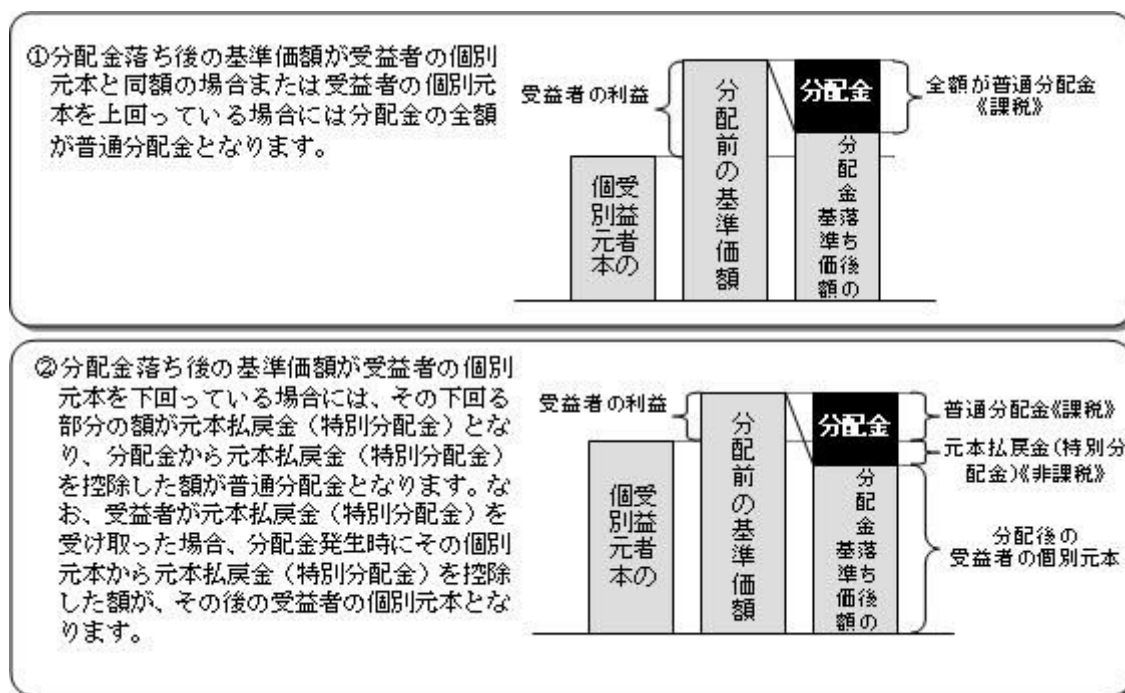 ①分配金落ち後の基準価額が受益者の個別
元本と同額の場合または受益者の個別元
本を上回っている場合には分配金の全額
が普通分配金となります。
受益者の利益
分配金
全額が普通分配金
《課税》
受益者の
個別元本
分配前の基準価額
分配金落ち後の
基準価額
②分配金落ち後の基準価額が受益者の個別
元本を下回っている場合には、その下回る
部分の額が元本払戻金（特別分配金）とな
り、分配金から元本払戻金（特別分配金）
を控除した額が普通分配金となります。な
お、受益者が元本払戻金（特別分配金）を
受け取った場合、分配金発生時にその個別
元本から元本払戻金（特別分配金）を控除
した額が、その後の受益者の個別元本とな
ります。
受益者の利益
分配金
普通分配金《課税》
元本払戻金（特別分
配金）《非課税》
受益者の
個別元本
分配前の基準価額
分配金落ち後の
基準価額
分配後の
受益者の個別元本